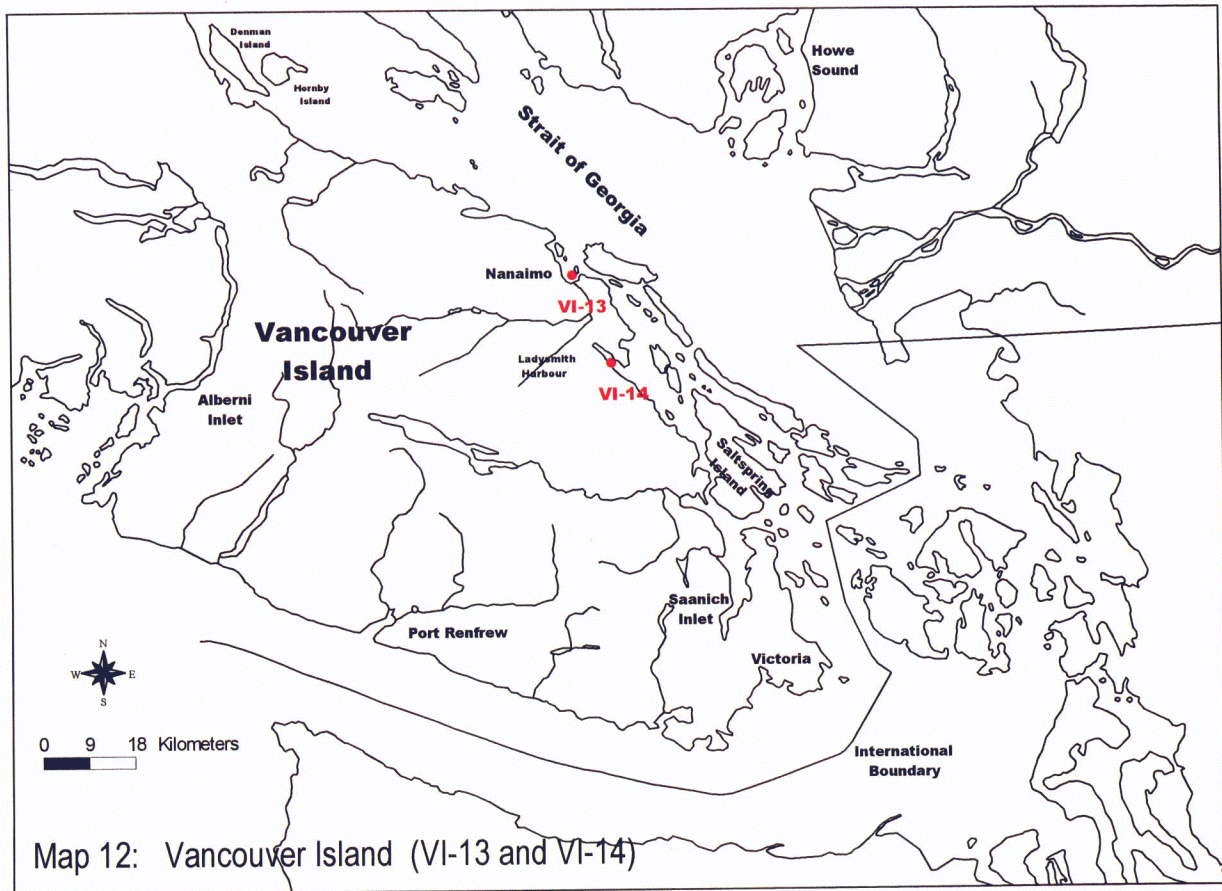 Denman
Island
Hornby
Island
Howe
Sound
Strait of Georgia
Nanaimo
VI-13
Vancouver
Island
Ladysmith
Harbour
VI-14
Alberni
Inlet
Saltspring
Island
Saanich
Inlet
Port Renfrew
Victoria
N
W E
S
0 9 18 Kilometers
International
Boundary
Map 12: Vancouver Island (VI-13 and VI-14)